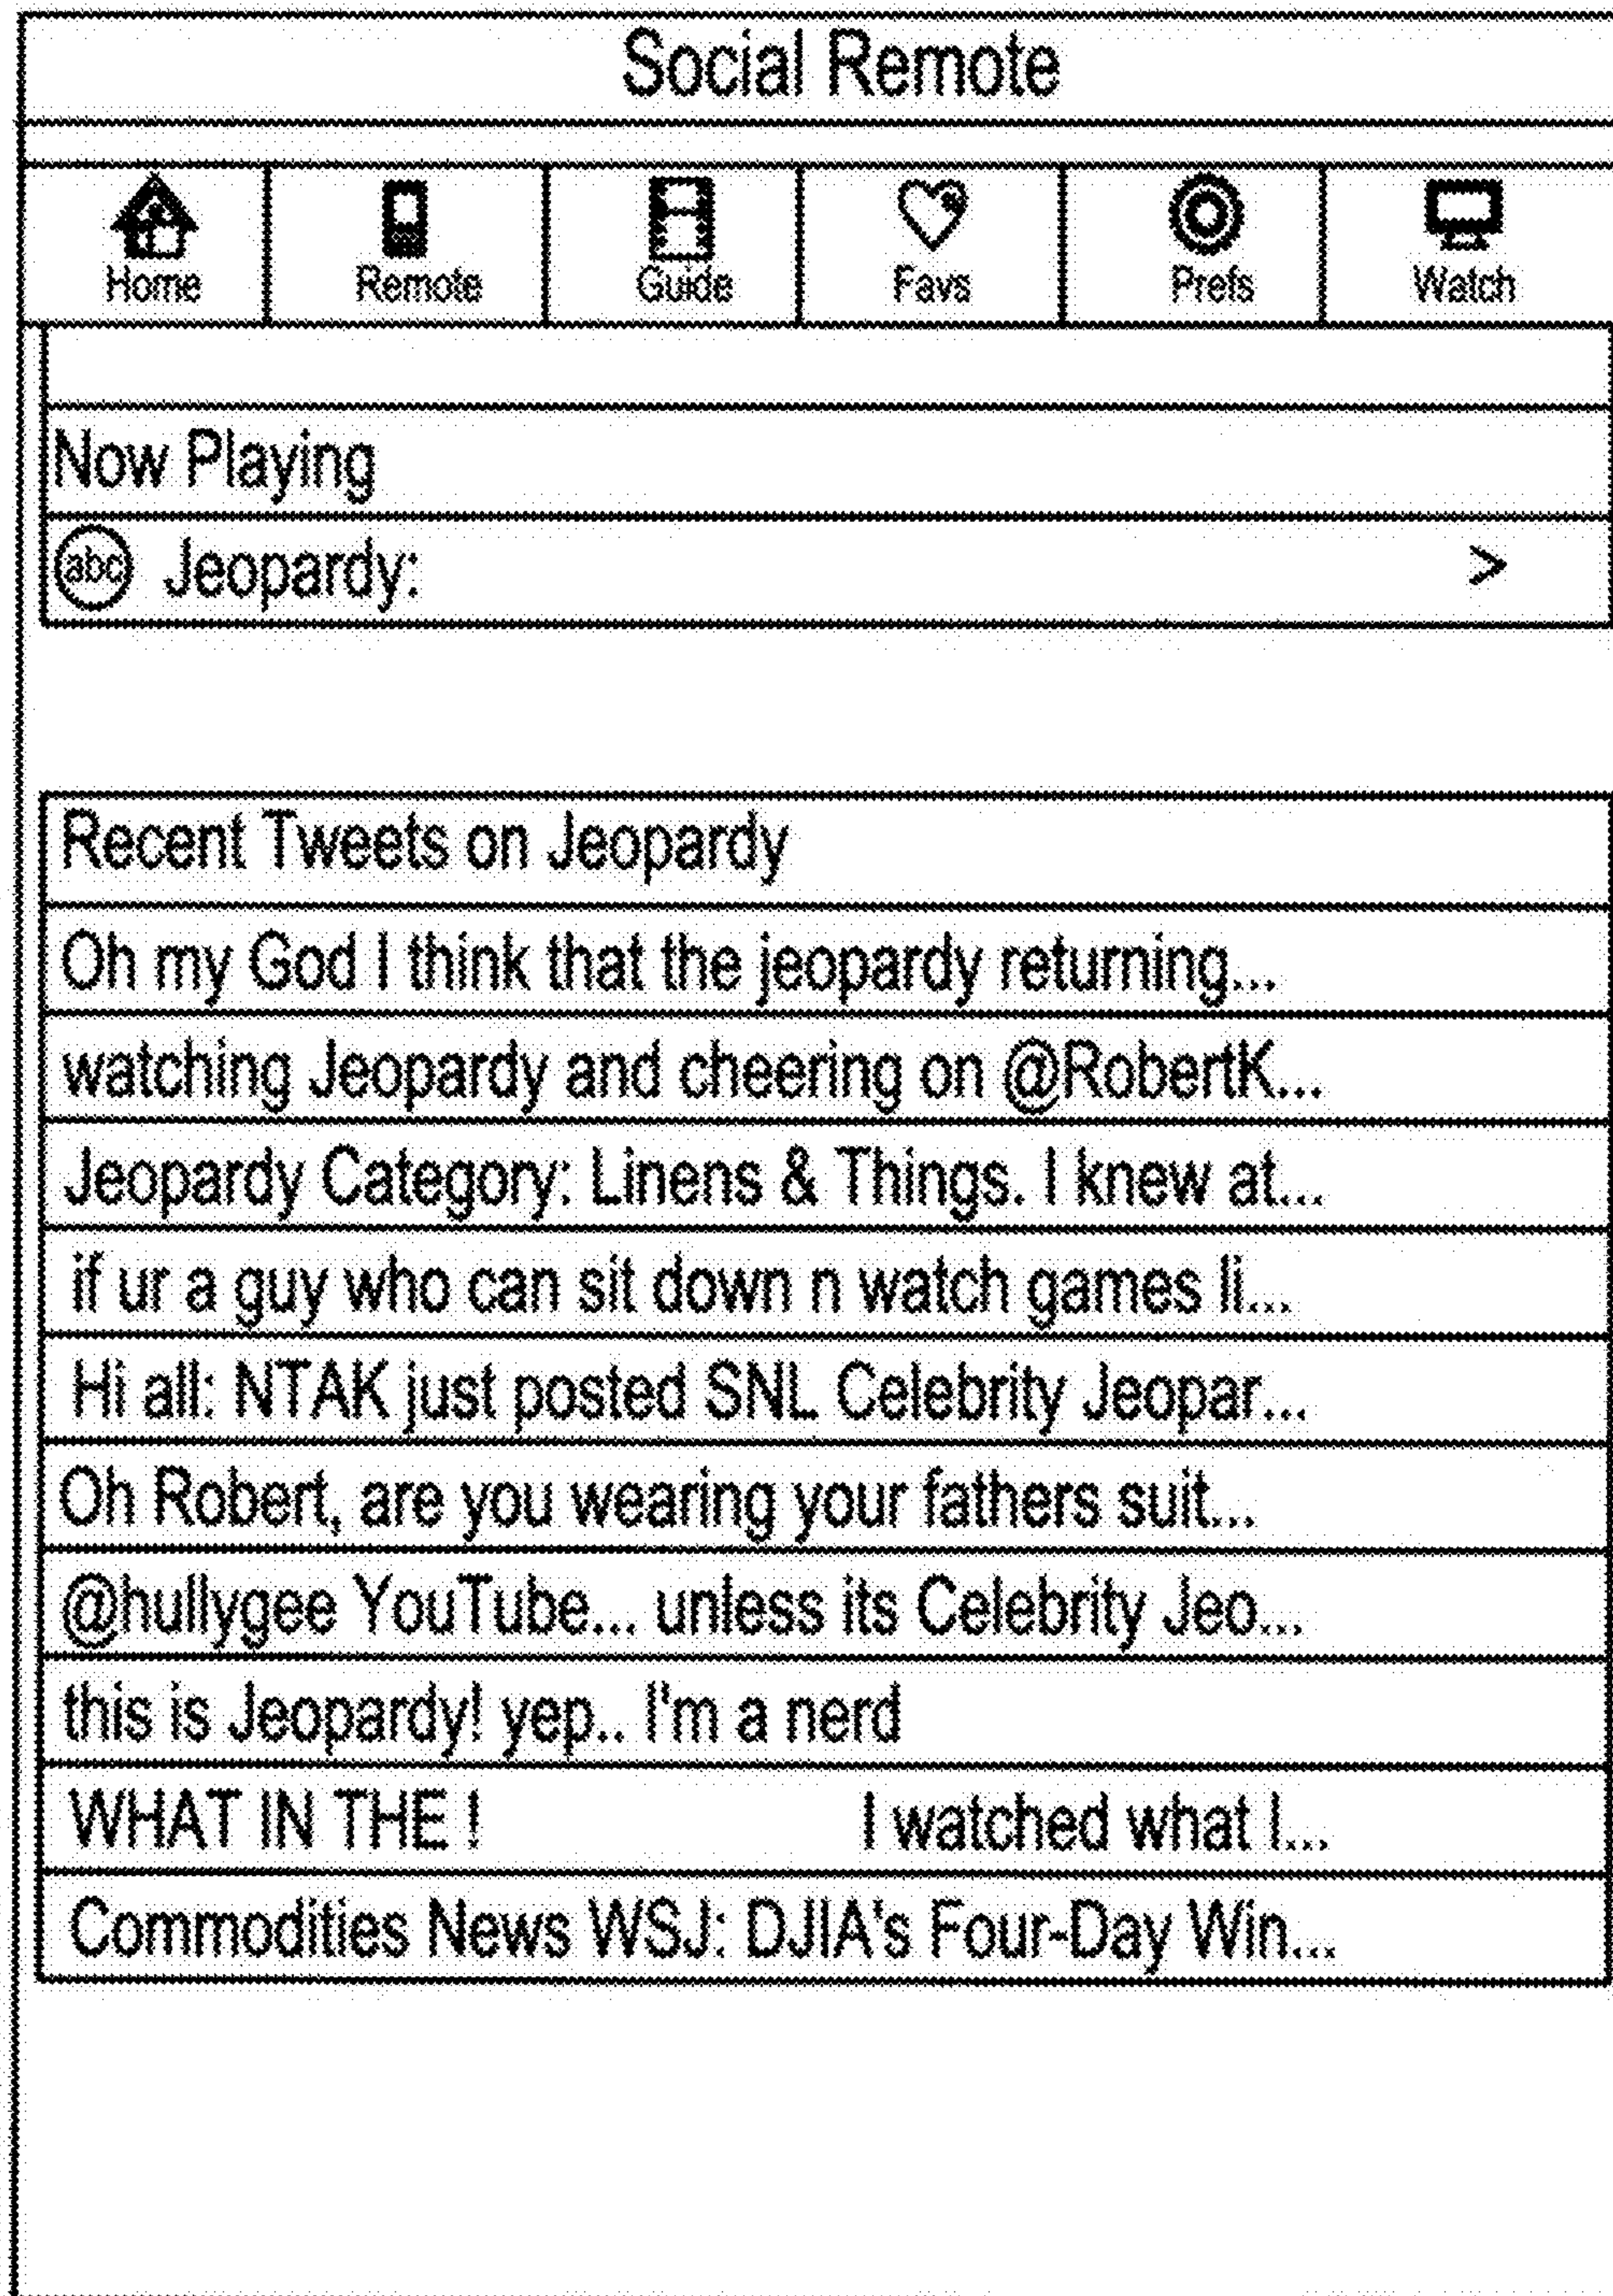 Social Remote
Home Remote Guide Favs Prefs Watch
Now Playing
abc Jeopardy: >
Recent Tweets on Jeopardy
Oh my God I think that the jeopardy returning...
watching Jeopardy and cheering on @RobertK...
Jeopardy Category: Linens & Things. I knew at...
if ur a guy who can sit down n watch games li...
Hi all: NTAK just posted SNL Celebrity Jeopar...
Oh Robert, are you wearing your fathers suit...
@hullygee YouTube... unless its Celebrity Jeo...
this is Jeopardy! yep.. I'm a nerd
WHAT IN THE ! I watched what I...
Commodities News WSJ: DJIA's Four-Day Win...